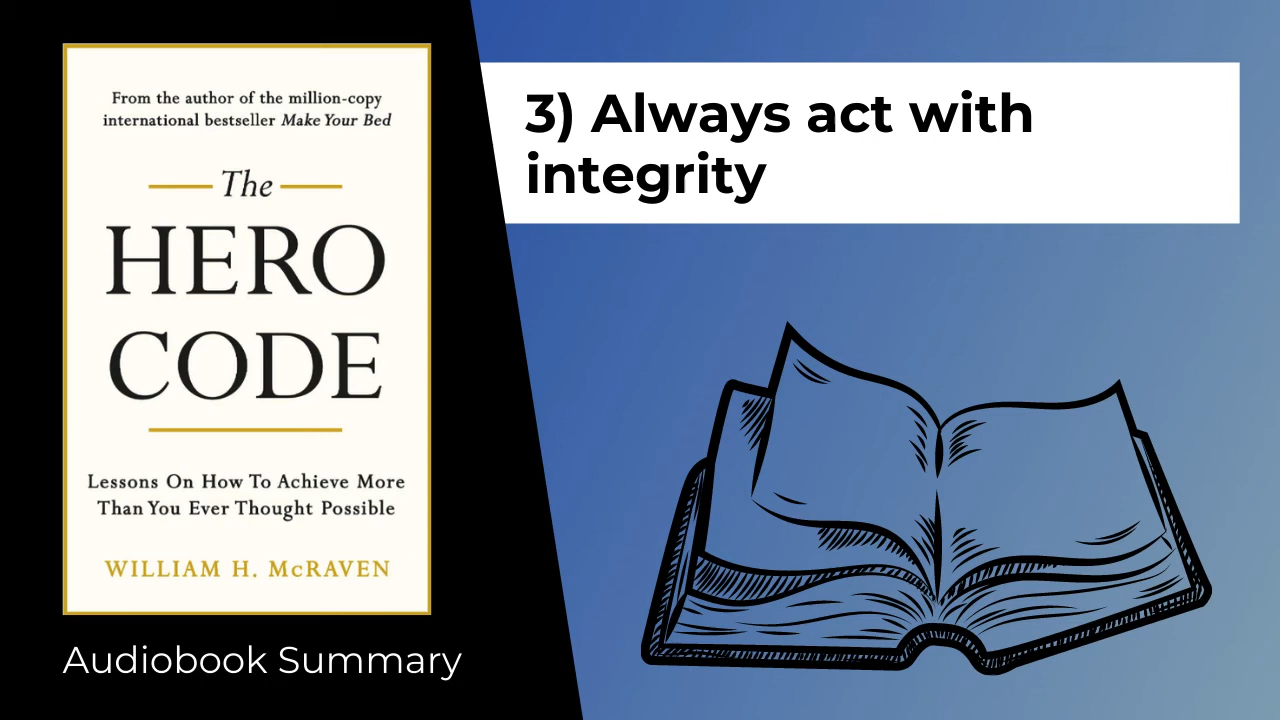 From the author of the million-copy
international bestseller Make Your Bed
The
HERO
CODE
Lessons On How To Achieve More
Than You Ever Thought Possible
WILLIAM H. McRAVEN
Audiobook Summary
3) Always act with
integrity